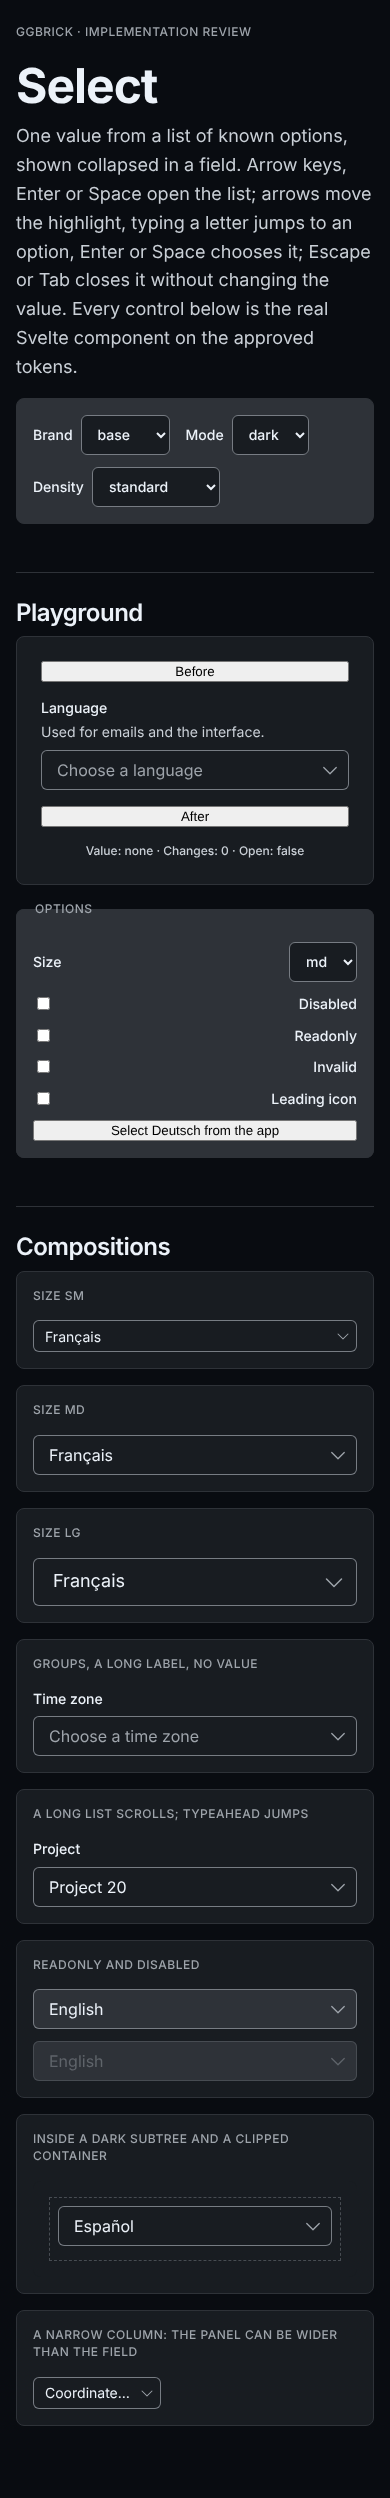 GGBRICK · IMPLEMENTATION REVIEW
Select
One value from a list of known options,
shown collapsed in a field. Arrow keys,
Enter or Space open the list; arrows move
the highlight, typing a letter jumps to an
option, Enter or Space chooses it; Escape
or Tab closes it without changing the
value. Every control below is the real
Svelte component on the approved
tokens.
Brand base Mode dark
Density standard
Playground
Before
Language
Used for emails and the interface.
Choose a language
After
Value: none · Changes: 0 · Open: false
OPTIONS
Size md
Disabled
Readonly
Invalid
Leading icon
Select Deutsch from the app
Compositions
SIZE SM
Français
SIZE MD
Français
SIZE LG
Français
GROUPS, A LONG LABEL, NO VALUE
Time zone
Choose a time zone
A LONG LIST SCROLLS; TYPEAHEAD JUMPS
Project
Project 20
READONLY AND DISABLED
English
English
INSIDE A DARK SUBTREE AND A CLIPPED
CONTAINER
Español
A NARROW COLUMN: THE PANEL CAN BE WIDER
THAN THE FIELD
Coordinate...